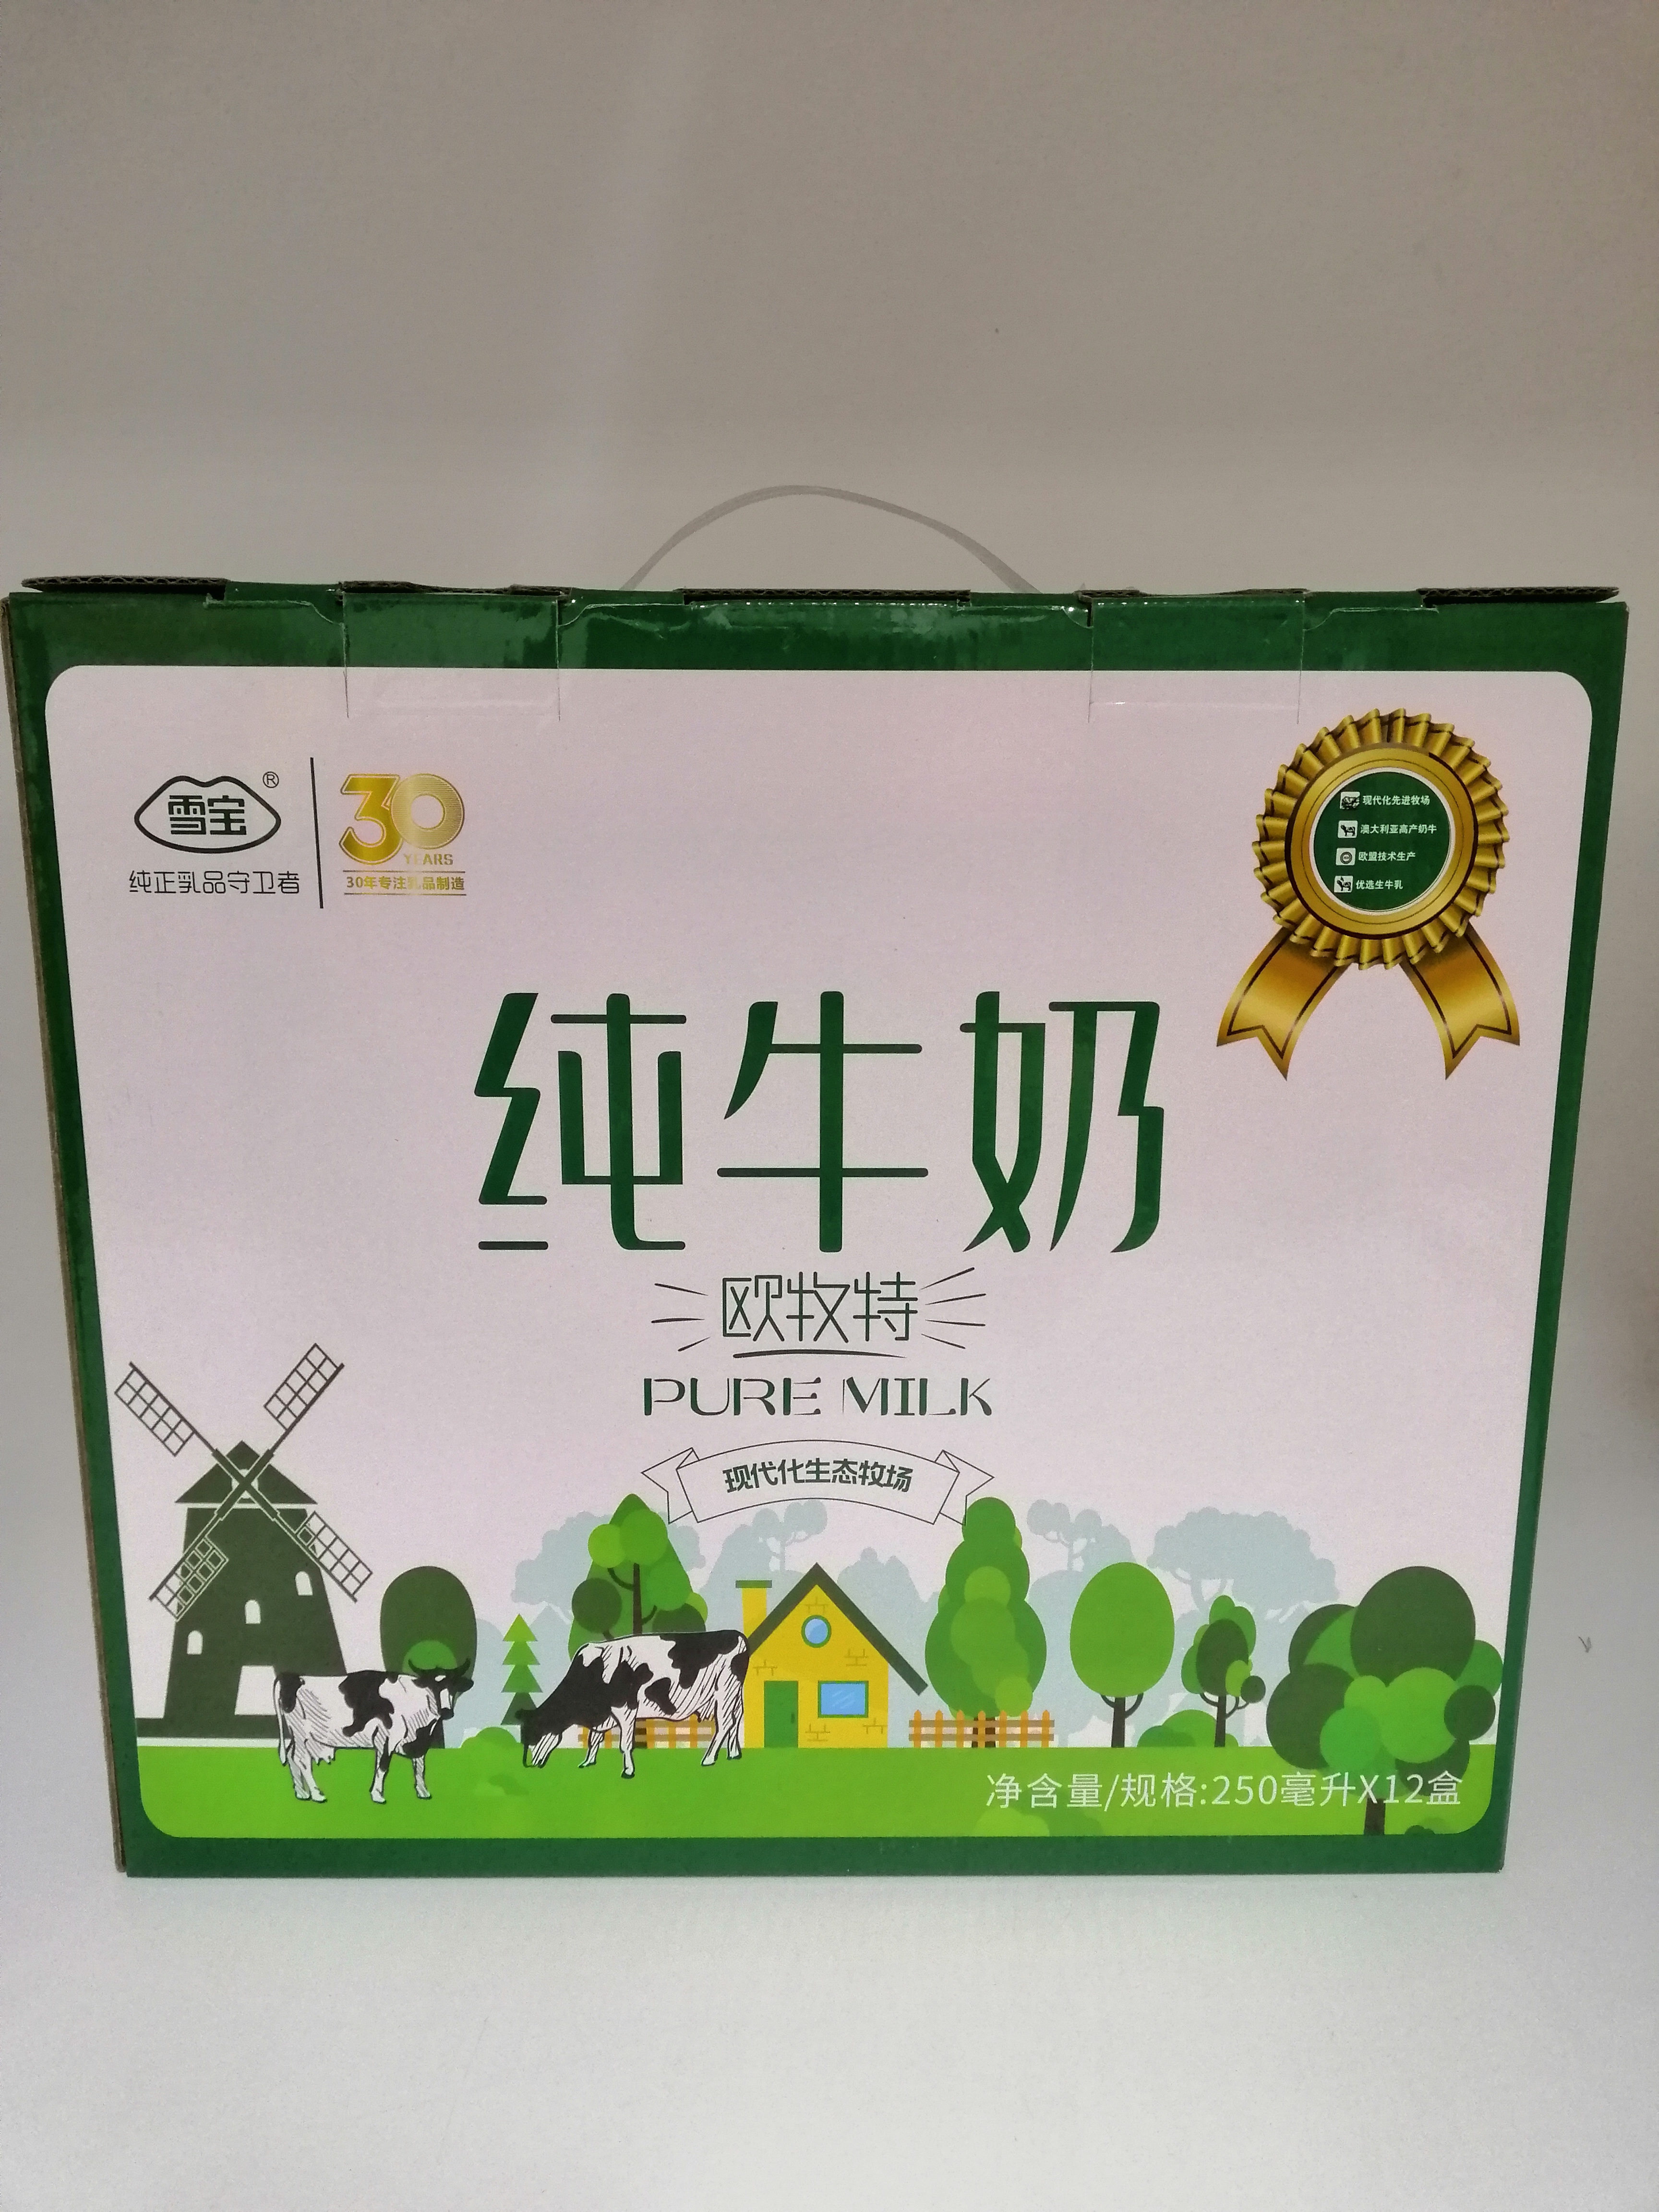 雪宝®
纯正乳品守卫者
30
YEARS
30年专注乳品制造
现代化先进牧场
澳大利亚高产奶牛
欧盟技术生产
优选生牛乳
纯牛奶
欧牧特
PURE MILK
现代化生态牧场
净含量/规格:250毫升X12盒